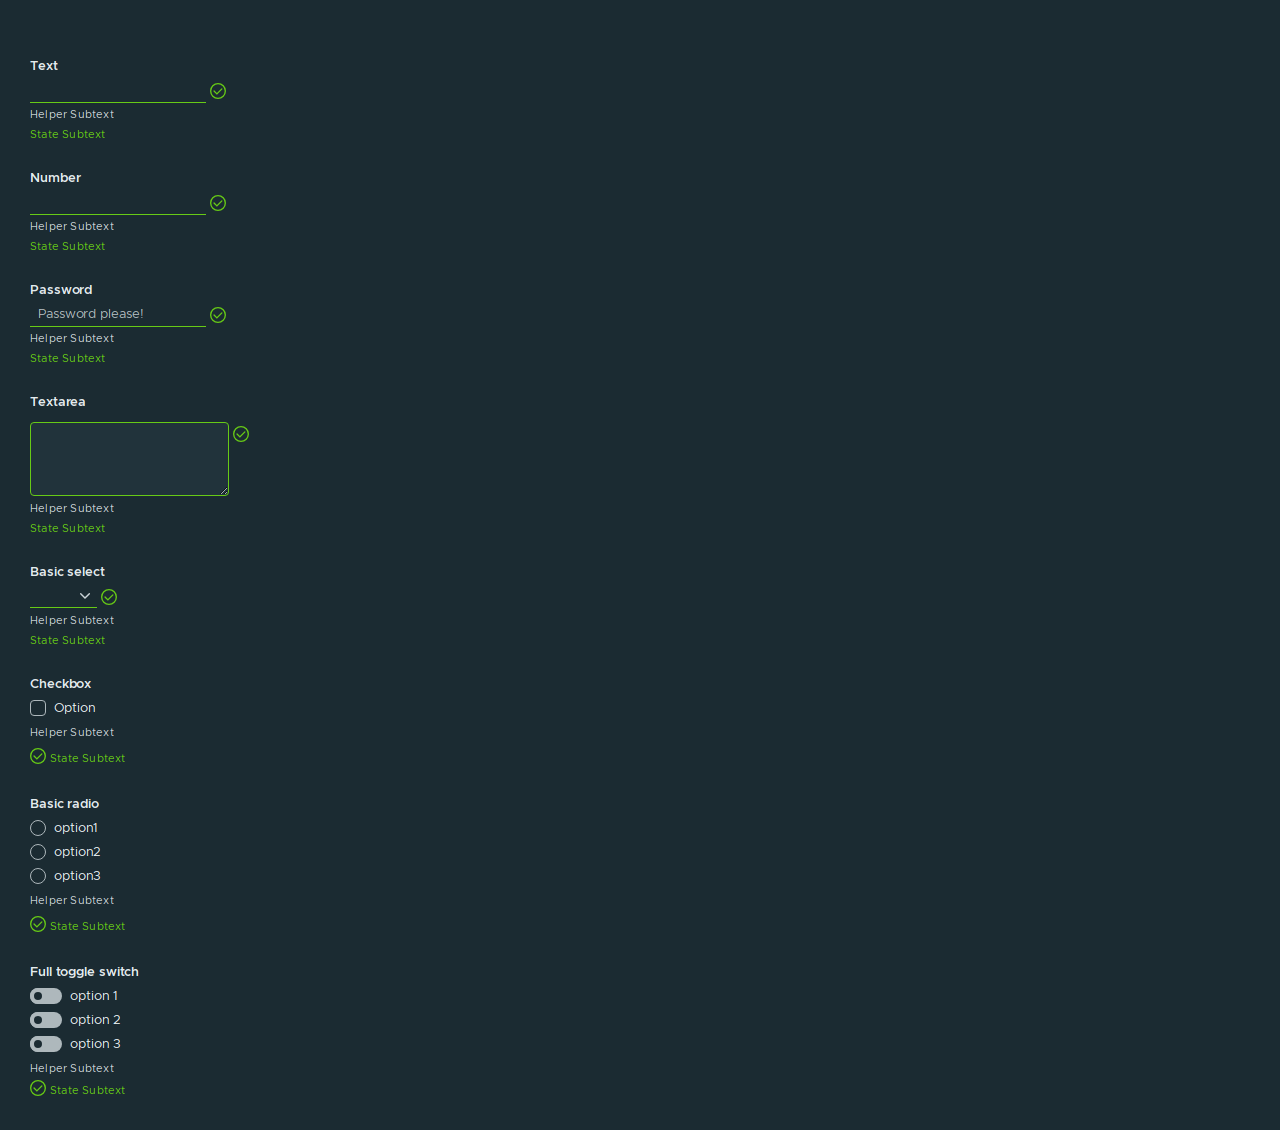 Text
Helper Subtext
State Subtext
Number
Helper Subtext
State Subtext
Password
Password please!
Helper Subtext
State Subtext
Textarea
Helper Subtext
State Subtext
Basic select
Helper Subtext
State Subtext
Checkbox
Option
Helper Subtext
State Subtext
Basic radio
option1
option2
option3
Helper Subtext
State Subtext
Full toggle switch
option 1
option 2
option 3
Helper Subtext
State Subtext